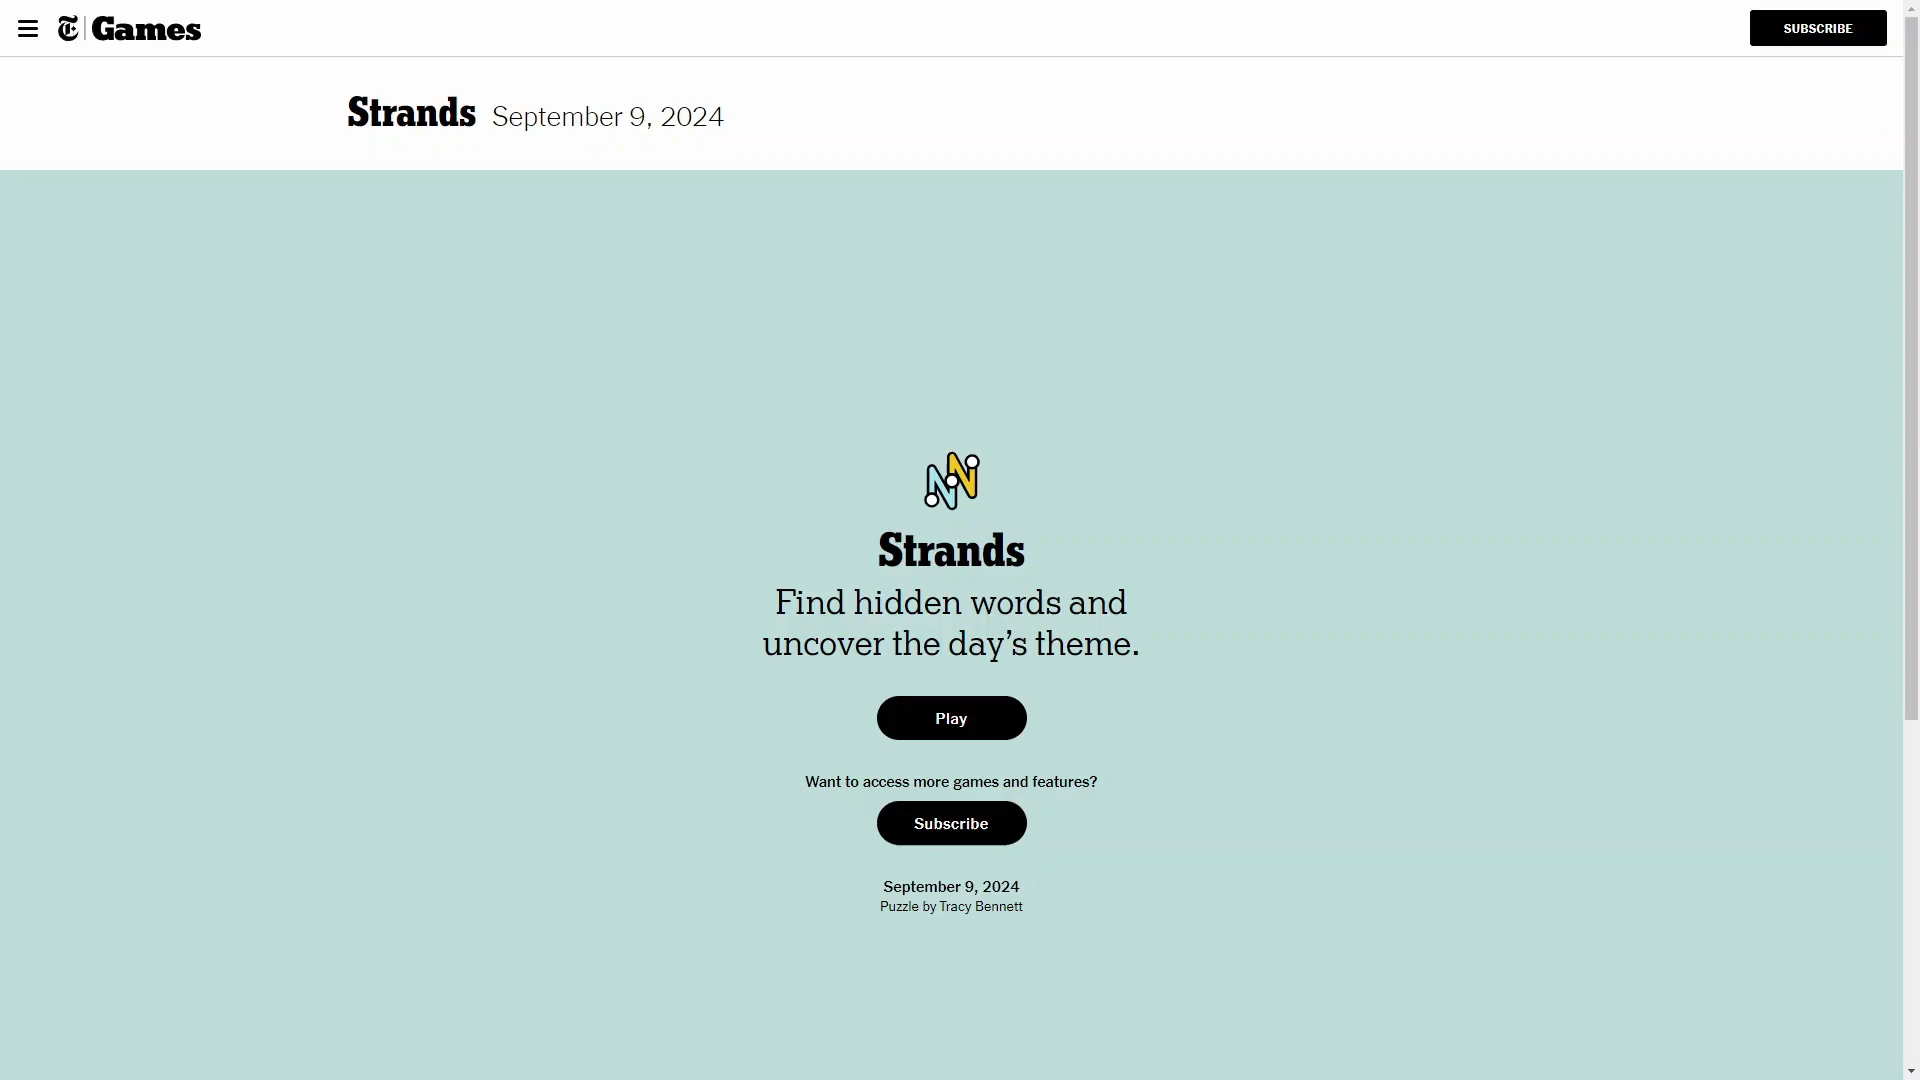 T Games
SUBSCRIBE
Strands September 9, 2024
Strands
Find hidden words and
uncover the day’s theme.
Play
Want to access more games and features?
Subscribe
September 9, 2024
Puzzle by Tracy Bennett